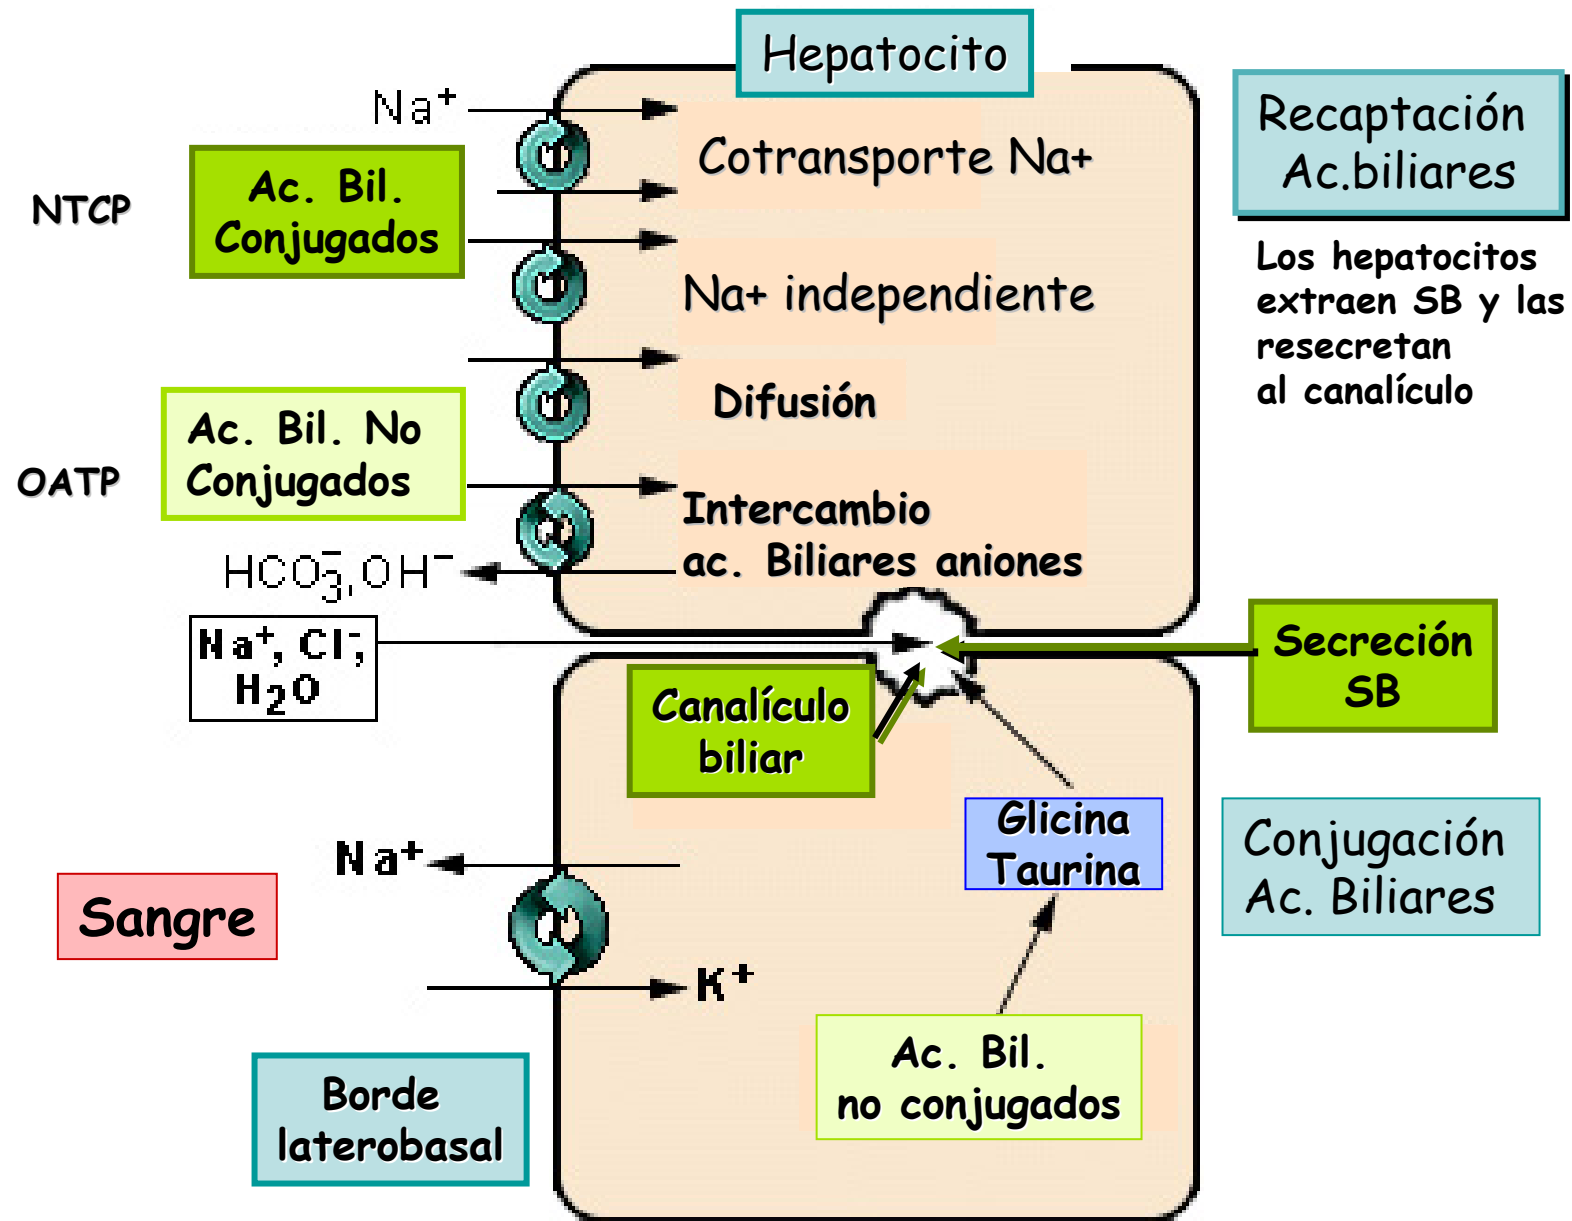 Hepatocito
Na+
Cotransporte Na+
NTCP
Ac. Bil.
Conjugados
Na+ independiente
Difusión
OATP
Ac. Bil. No
Conjugados
Intercambio
ac. Biliares aniones
HCO3-, OH-
Na+, Cl-,
H2O
Recaptación
Ac.biliares
Los hepatocitos
extraen SB y las
resecretan
al canalículo
Secreción
SB
Canalículo
biliar
Glicina
Taurina
Conjugación
Ac. Biliares
Na+
Sangre
K+
Ac. Bil.
no conjugados
Borde
laterobasal